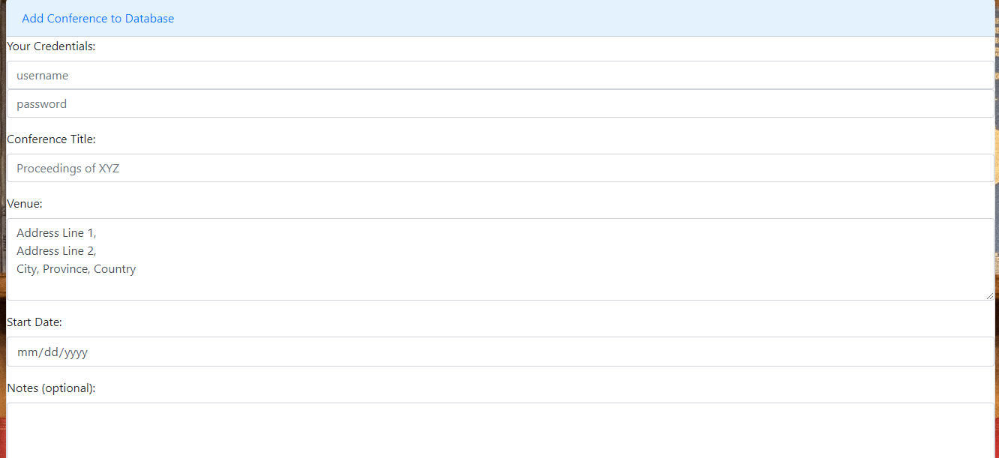 Add Conference to Database
Your Credentials:
username
password
Conference Title:
Proceedings of XYZ
Venue:
Address Line 1,
Address Line 2,
City, Province, Country
Start Date:
mm/dd/yyyy
Notes (optional):